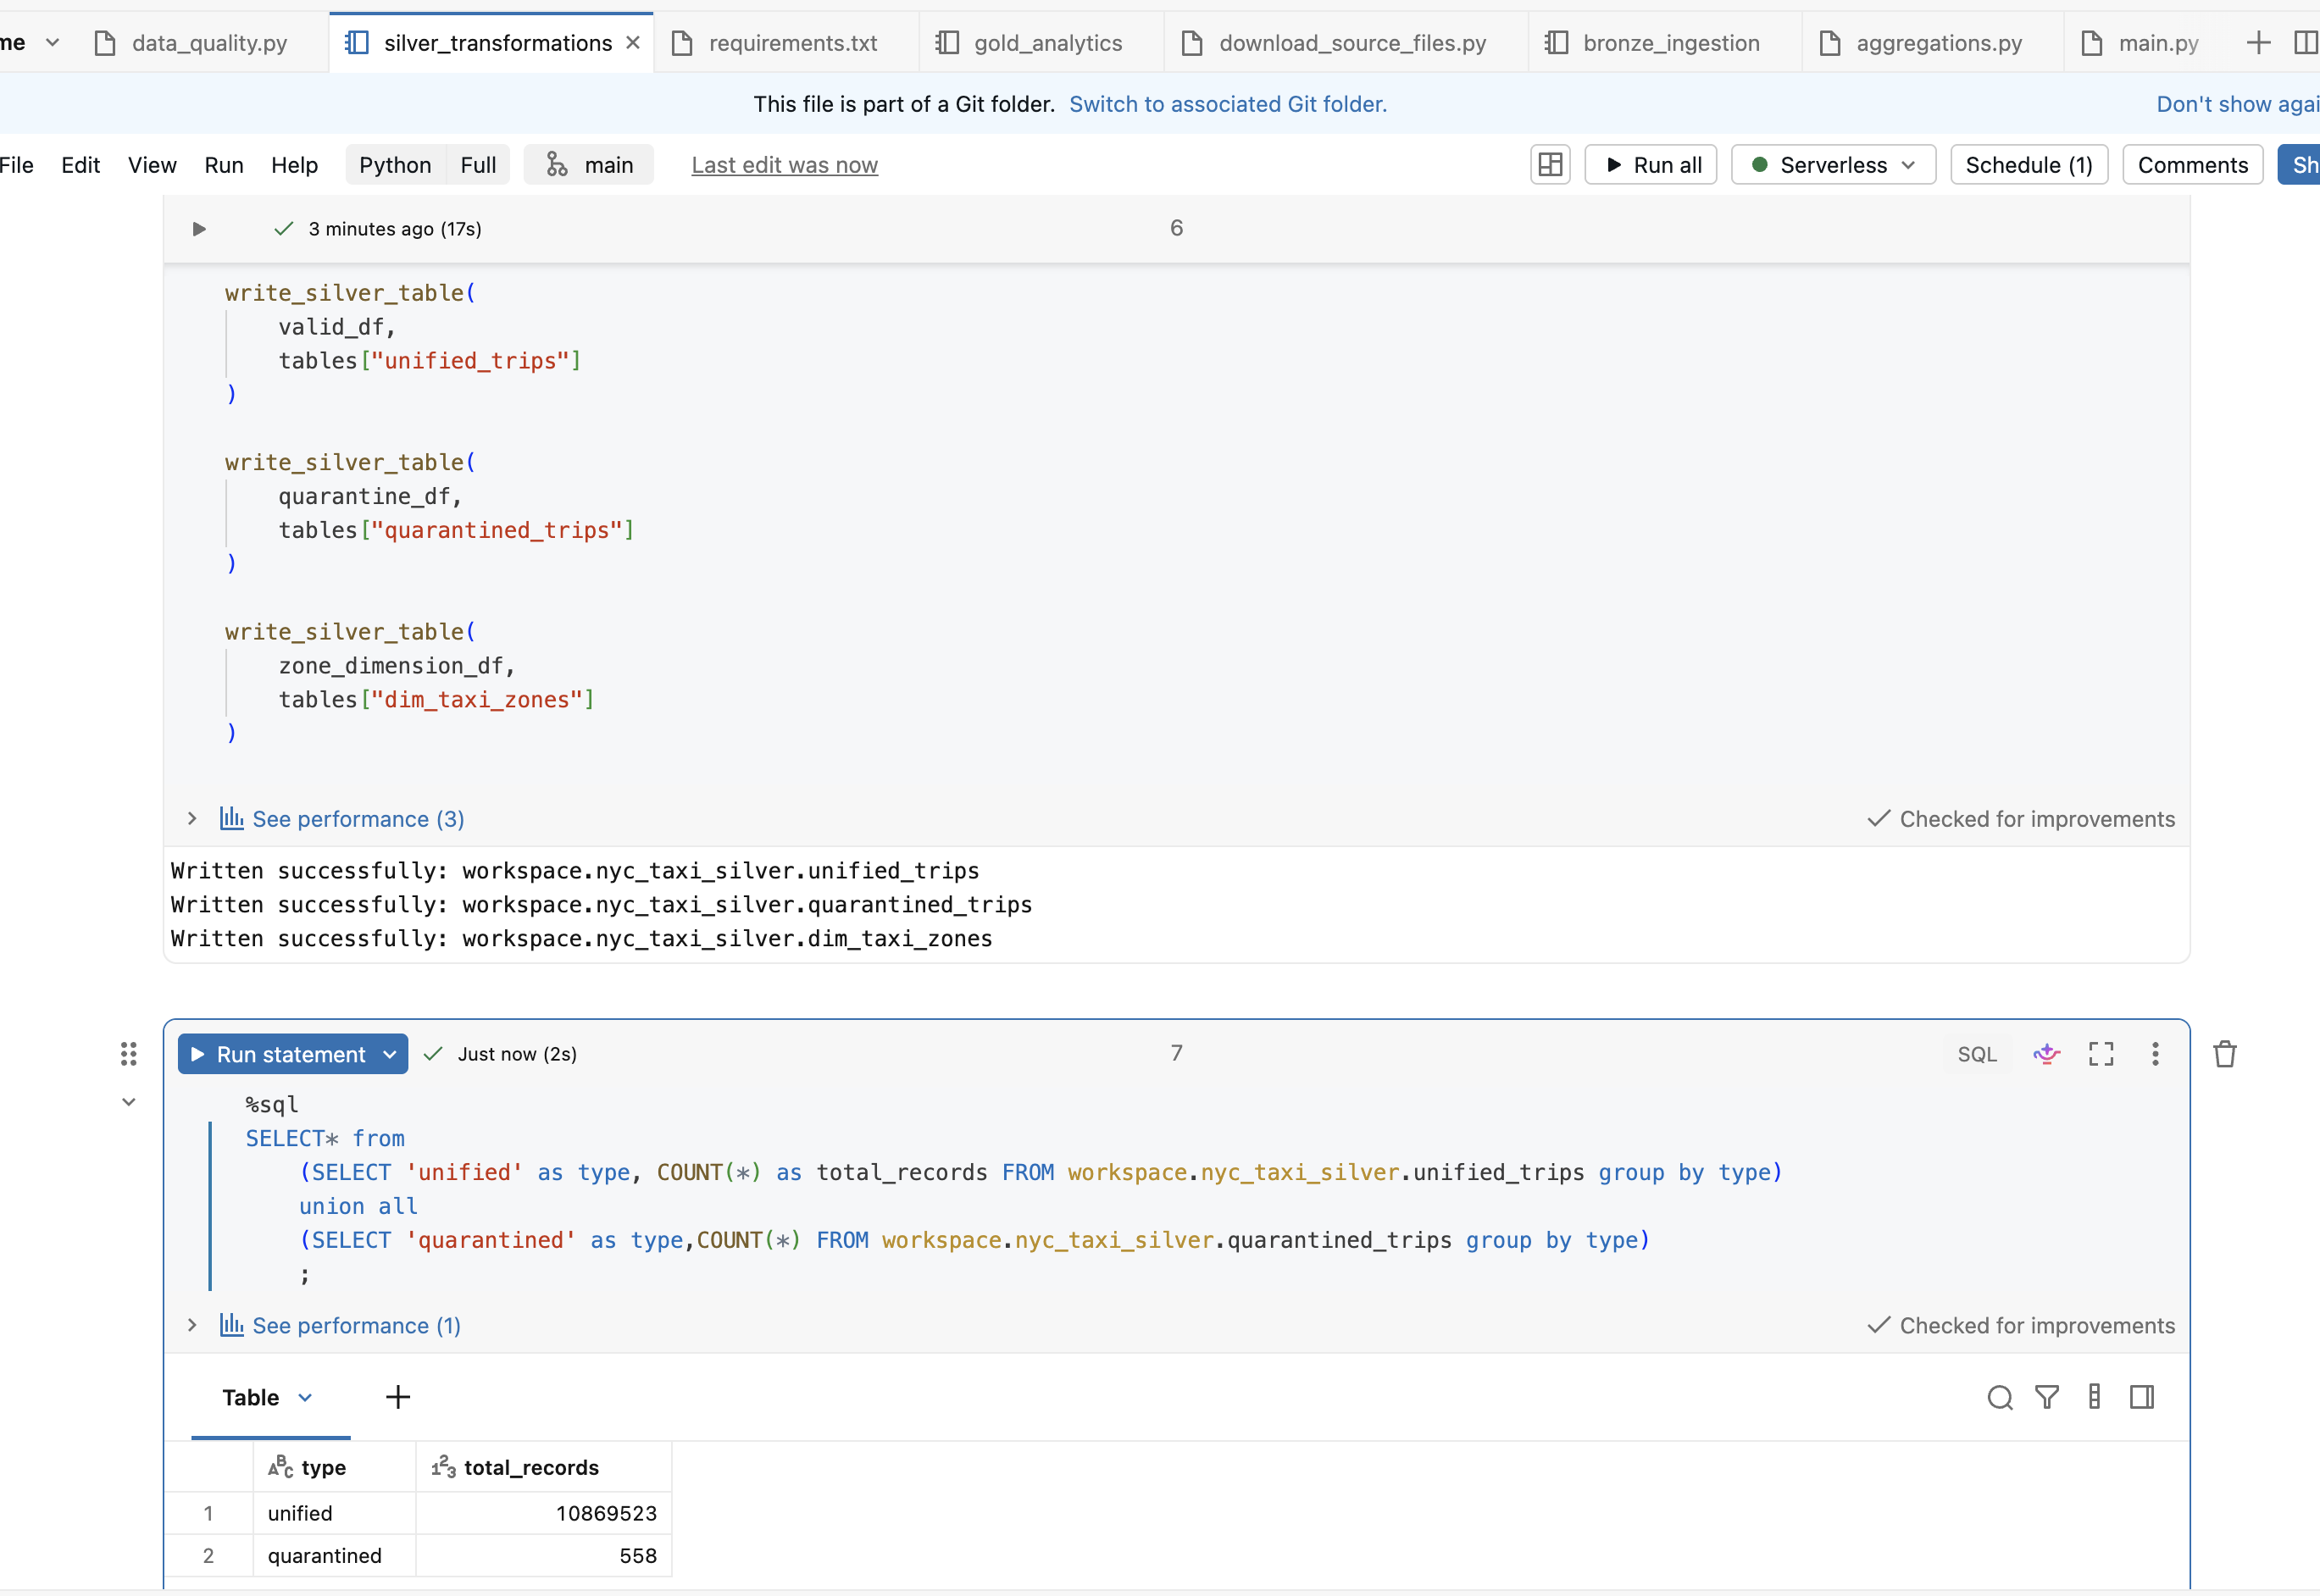 data_quality.py silver_transformations requirements.txt gold_analytics download_source_files.py bronze_ingestion aggregations.py main.py
This file is part of a Git folder. Switch to associated Git folder. Don't show
File Edit View Run Help Python Full main Last edit was now Run all Serverless Schedule (1) Comments
3 minutes ago (17s) 6
write_silver_table(
valid_df,
tables["unified_trips"]
)
write_silver_table(
quarantine_df,
tables["quarantined_trips"]
)
write_silver_table(
zone_dimension_df,
tables["dim_taxi_zones"]
)
See performance (3) Checked for improvements
Written successfully: workspace.nyc_taxi_silver.unified_trips
Written successfully: workspace.nyc_taxi_silver.quarantined_trips
Written successfully: workspace.nyc_taxi_silver.dim_taxi_zones
Run statement Just now (2s) 7 SQL
%sql
SELECT* from
(SELECT 'unified' as type, COUNT(*) as total_records FROM workspace.nyc_taxi_silver.unified_trips group by type)
union all
(SELECT 'quarantined' as type,COUNT(*) FROM workspace.nyc_taxi_silver.quarantined_trips group by type)
;
See performance (1) Checked for improvements
Table
type total_records
1 unified 10869523
2 quarantined 558